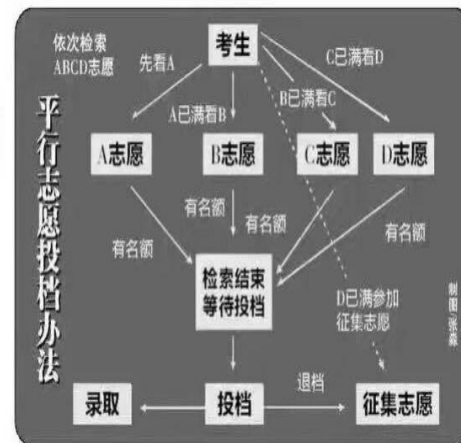 依次检索
ABCD志愿
平行志愿投档办法
考生
先看A
A已满看B
B已满看C
C已满看D
A志愿
B志愿
C志愿
D志愿
有名额
有名额
有名额
有名额
检索结束
等待投档
D已满参加
征集志愿
制图/张淼
录取
投档
退档
征集志愿